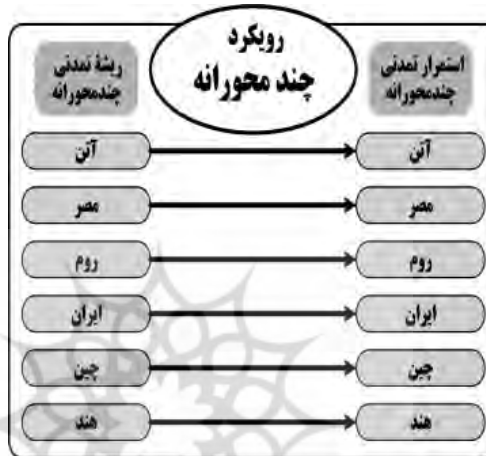 رویکرد
چند محورانه
استمرار تمدنی
چندمحورانه
ریشهٔ تمدنی
چندمحورانه
آتن
آتن
مصر
مصر
روم
روم
ایران
ایران
چین
چین
هند
هند